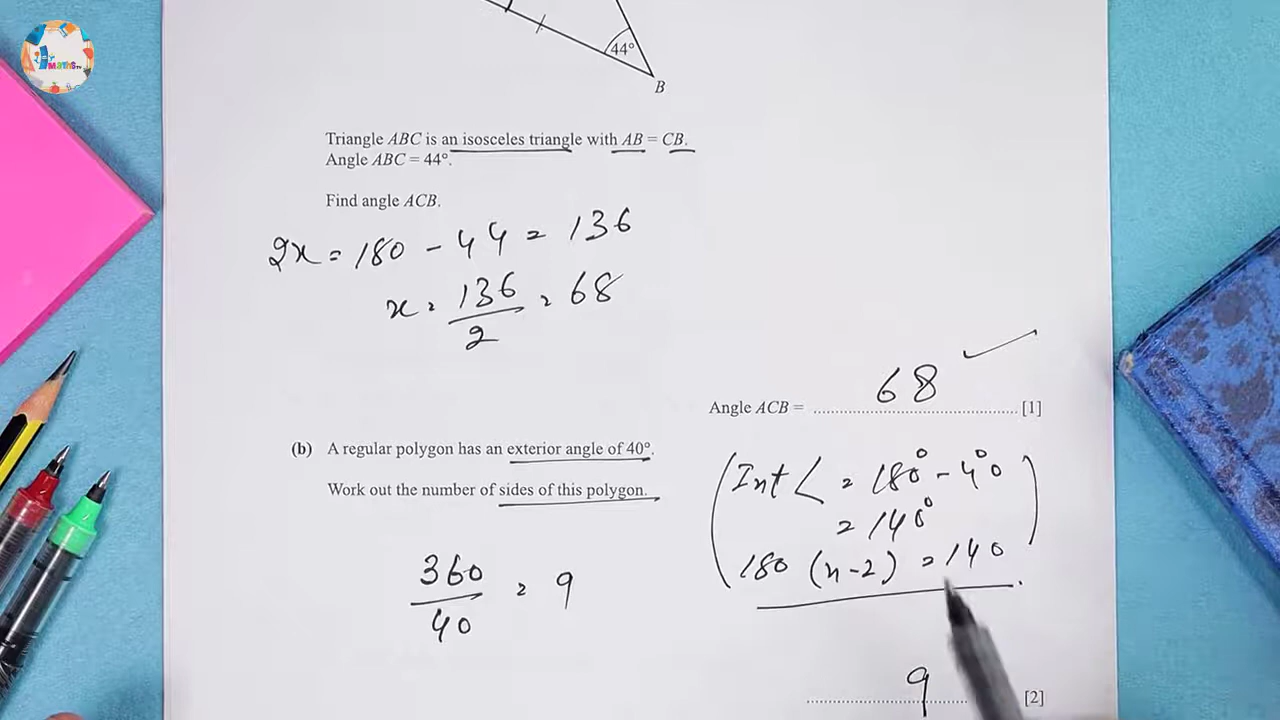 MATHS TV
44°
B
Triangle ABC is an isosceles triangle with AB = CB.
Angle ABC = 44°.
Find angle ACB.
2x = 180 - 44 = 136
x = 136/2 = 68
68
Angle ACB = ........................................ [1]
(b) A regular polygon has an exterior angle of 40°.
Work out the number of sides of this polygon.
360/40 = 9
(Int ∠ = 180° - 40°
= 140°
180 (n-2) = 140)
9
........................................ [2]